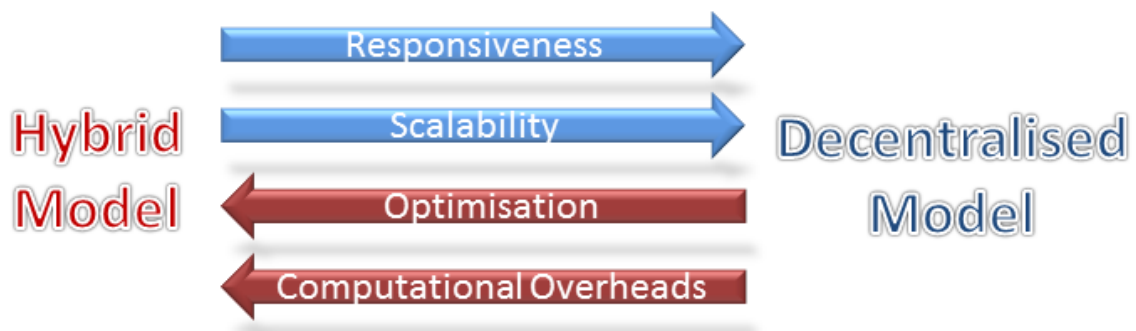 Responsiveness
Scalability
Hybrid
Model
Decentralised
Model
Optimisation
Computational Overheads